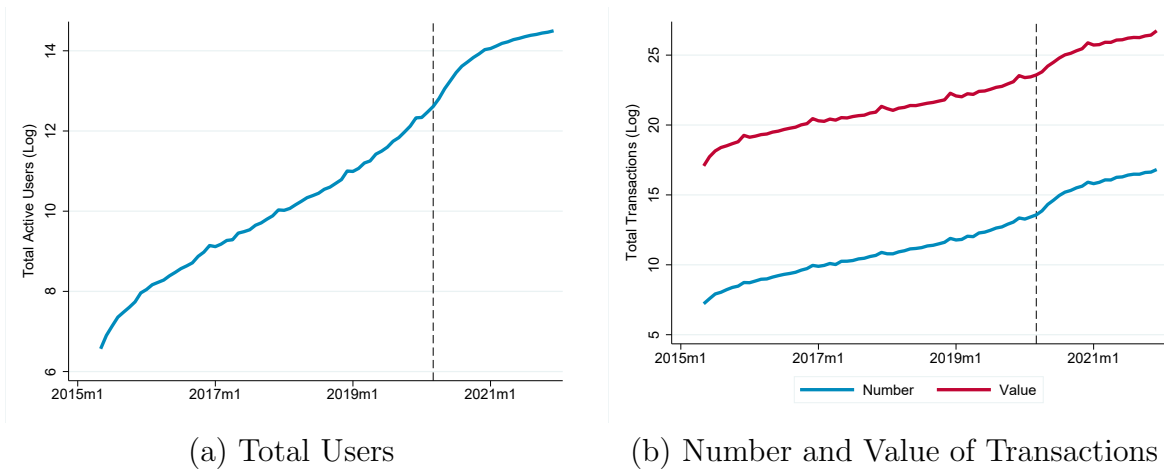 Total Active Users (Log)
14
12
10
8
6
2015m1 2017m1 2019m1 2021m1
(a) Total Users
Total Transactions (Log)
25
20
15
10
5
2015m1 2017m1 2019m1 2021m1
Number Value
(b) Number and Value of Transactions